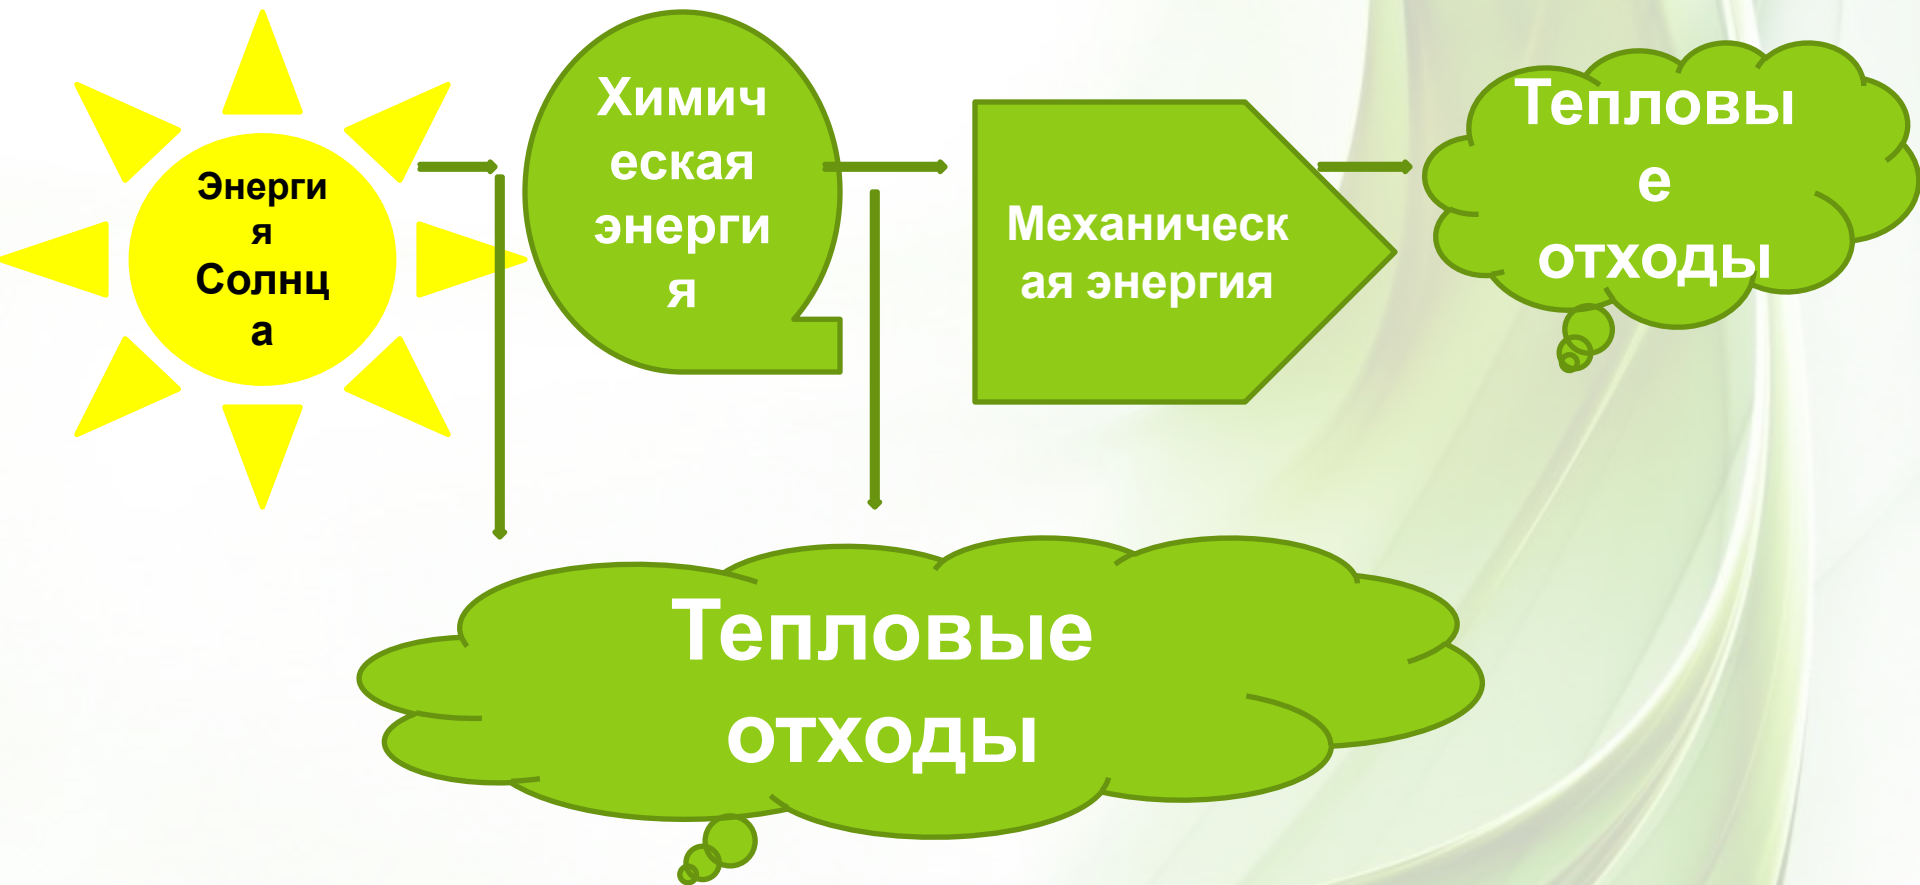 Энерги
я
Солнц
а
Химич
еская
энерги
я
Механическ
ая энергия
Тепловы
е
отходы
Тепловые
отходы